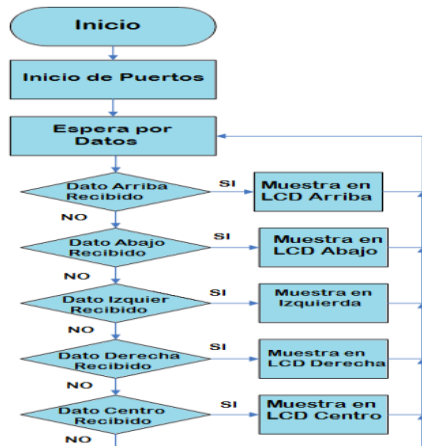 Inicio
Inicio de Puertos
Espera por
Datos
Dato Arriba
Recibido
SI
Muestra en
LCD Arriba
NO
Dato Abajo
Recibido
SI
Muestra en
LCD Abajo
NO
Dato Izquier
Recibido
SI
Muestra en
Izquierda
NO
Dato Derecha
Recibido
SI
Muestra en
LCD Derecha
NO
Dato Centro
Recibido
SI
Muestra en
LCD Centro
NO